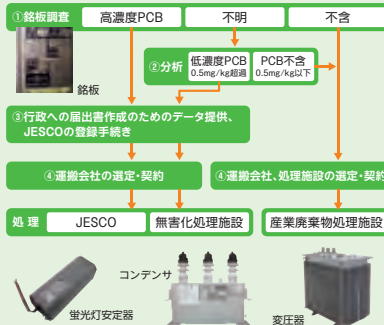 ①銘板調査 高濃度PCB 不明 不含
銘板
②分析 低濃度PCB 0.5mg/kg超過 PCB不含 0.5mg/kg以下
③行政への届出書作成のためのデータ提供、
JESCOの登録手続き
④運搬会社の選定・契約 ④運搬会社、処理施設の選定・契約
処 理 JESCO 無害化処理施設 産業廃棄物処理施設
コンデンサ
蛍光灯安定器
変圧器